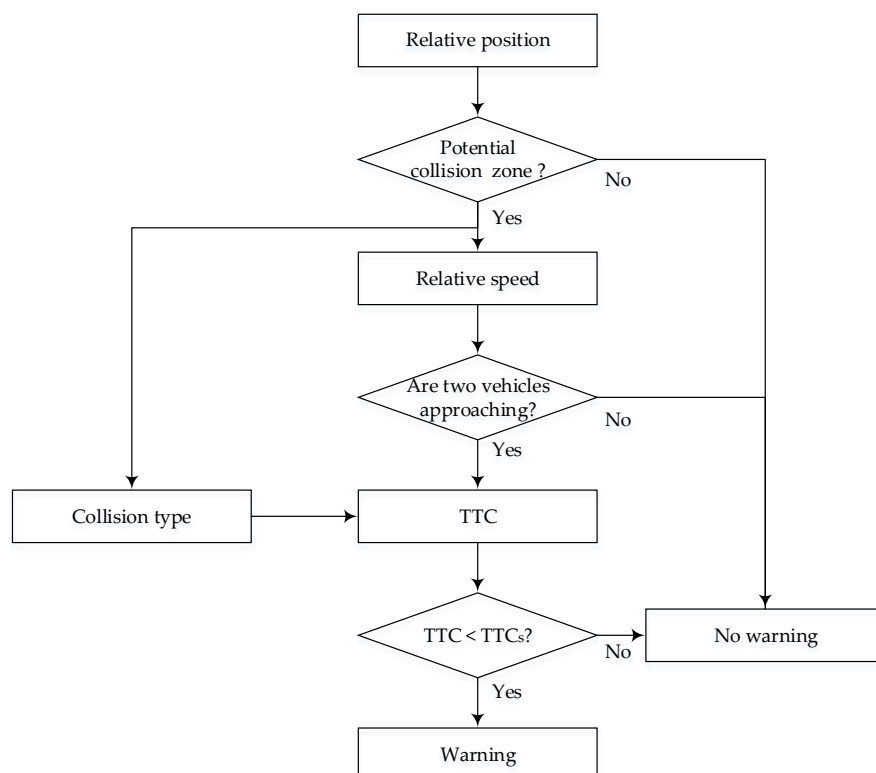 Relative position
Potential
collision zone ?
No
Yes
Relative speed
Are two vehicles
approaching?
No
Yes
Collision type
TTC
TTC < TTCs?
No
No warning
Yes
Warning